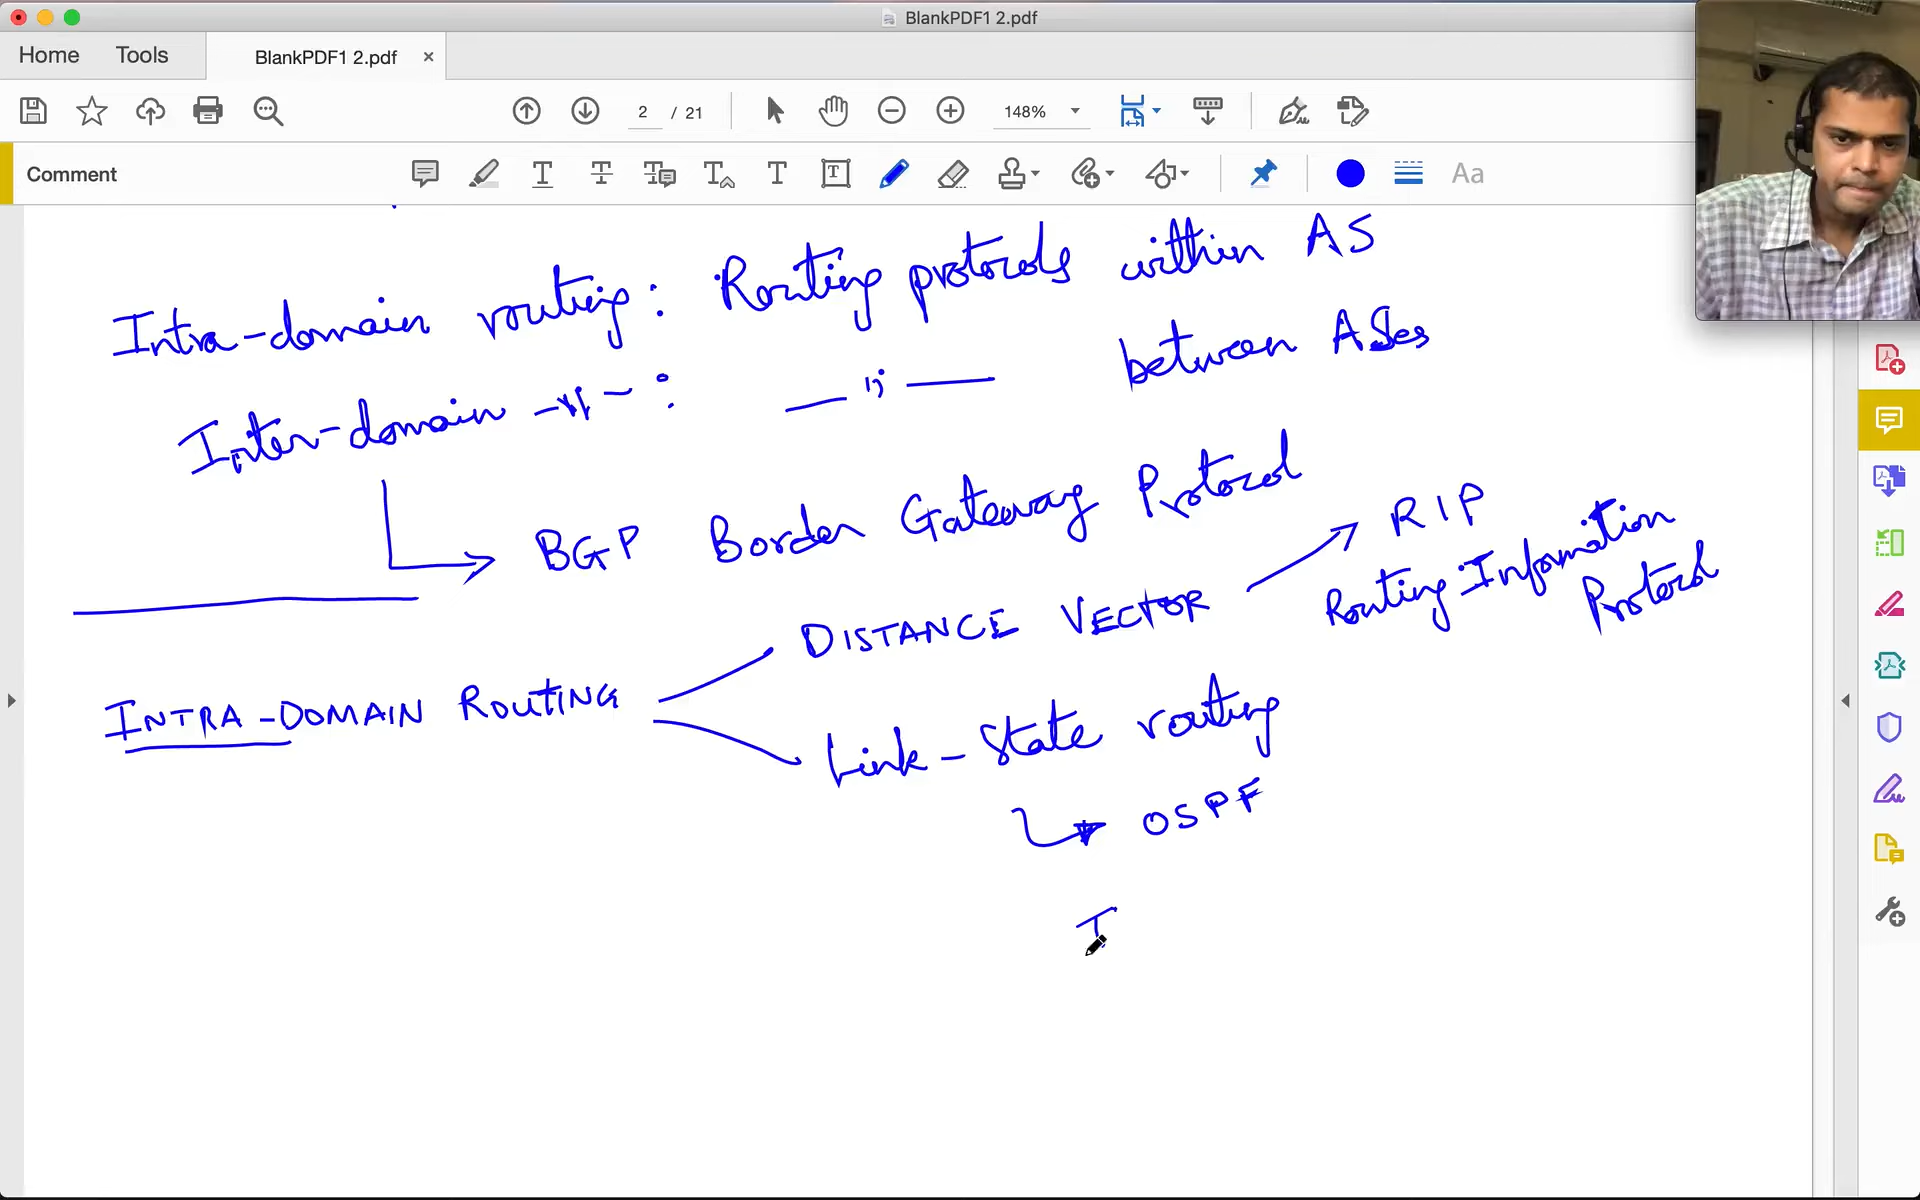 BlankPDF1 2.pdf
Home Tools BlankPDF1 2.pdf ×
2 / 21 148%
Comment Aa
Intra-domain routing: Routing protocols within AS
Inter-domain -〃- : — 〃 — between ASes
BGP Border Gateway Protocol
RIP
Routing Information
Protocol
DISTANCE VECTOR
INTRA-DOMAIN ROUTING
Link-State routing
OSPF
I